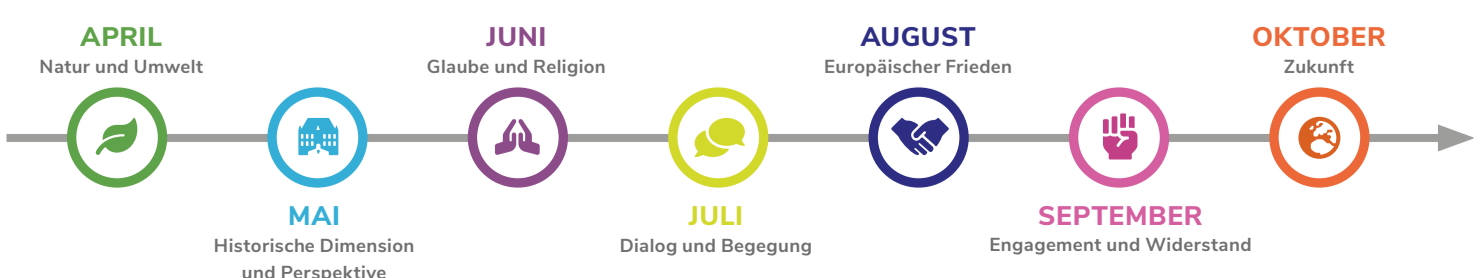 APRIL
Natur und Umwelt
MAI
Historische Dimension
und Perspektive
JUNI
Glaube und Religion
JULI
Dialog und Begegung
AUGUST
Europäischer Frieden
SEPTEMBER
Engagement und Widerstand
OKTOBER
Zukunft